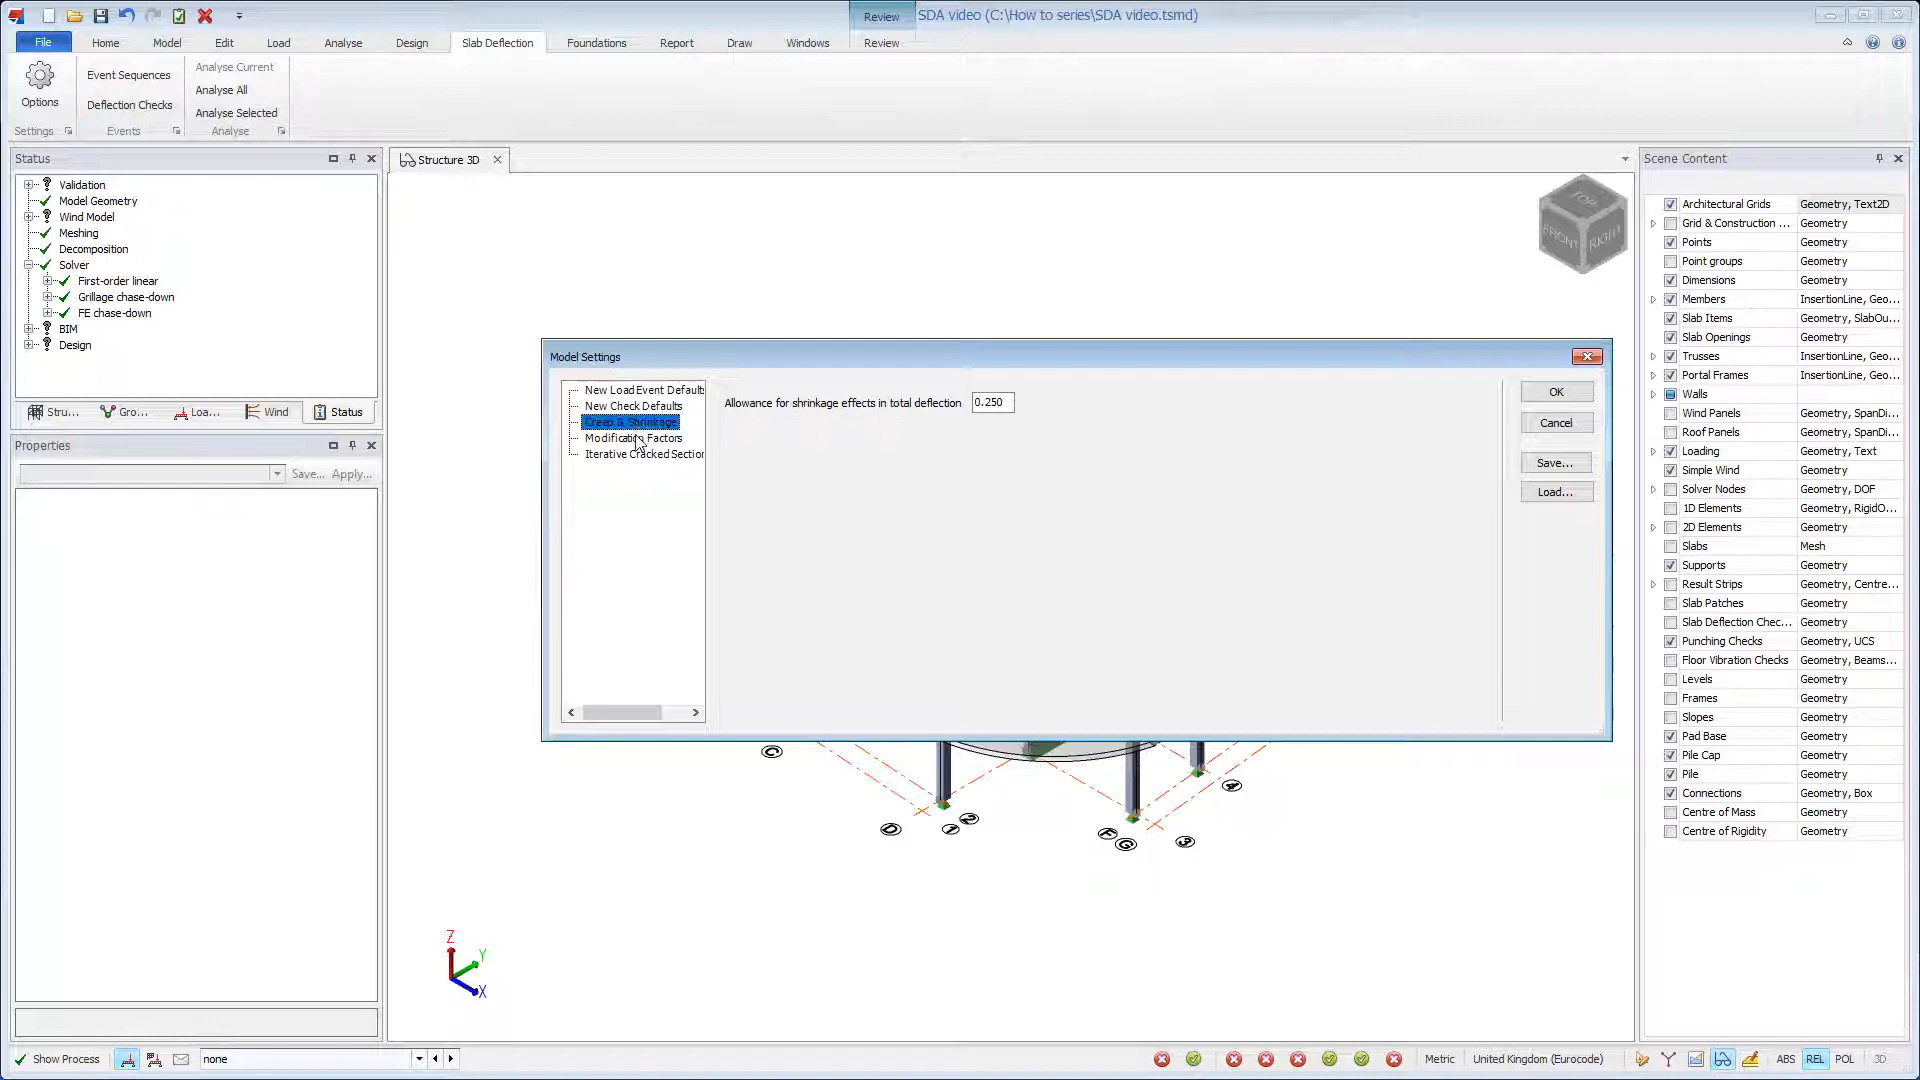 SDA video (C:\How to series\SDA video.tsmd)
Review
File
Home
Model
Edit
Load
Analyse
Design
Slab Deflection
Foundations
Report
Draw
Windows
Review
Options
Settings
Event Sequences
Deflection Checks
Events
Analyse Current
Analyse All
Analyse Selected
Analyse
Status
Validation
Model Geometry
Wind Model
Meshing
Decomposition
Solver
First-order linear
Grillage chase-down
FE chase-down
BIM
Design
Stru...
Gro...
Loa...
Wind
Status
Properties
Save... Apply...
Structure 3D
TOP
FRONT
RIGHT
Model Settings
New Load Event Defaults
New Check Defaults
Creep & Shrinkage
Modification Factors
Iterative Cracked Section
Allowance for shrinkage effects in total deflection 0.250
OK
Cancel
Save...
Load...
C
D
1
2
F
G
3
4
Z
Y
X
Scene Content
Architectural Grids Geometry, Text2D
Grid & Construction ... Geometry
Points Geometry
Point groups Geometry
Dimensions Geometry
Members InsertionLine, Geo...
Slab Items Geometry, SlabOu...
Slab Openings Geometry
Trusses InsertionLine, Geo...
Portal Frames InsertionLine, Geo...
Walls
Wind Panels Geometry, SpanDi...
Roof Panels Geometry, SpanDi...
Loading Geometry, Text
Simple Wind Geometry
Solver Nodes Geometry, DOF
1D Elements Geometry, RigidO...
2D Elements Geometry
Slabs Mesh
Supports Geometry
Result Strips Geometry, Centre...
Slab Patches Geometry
Slab Deflection Chec... Geometry
Punching Checks Geometry, UCS
Floor Vibration Checks Geometry, Beams...
Levels Geometry
Frames Geometry
Slopes Geometry
Pad Base Geometry
Pile Cap Geometry
Pile Geometry
Connections Geometry, Box
Centre of Mass Geometry
Centre of Rigidity Geometry
Show Process
none
Metric
United Kingdom (Eurocode)
ABS
REL
POL
3D